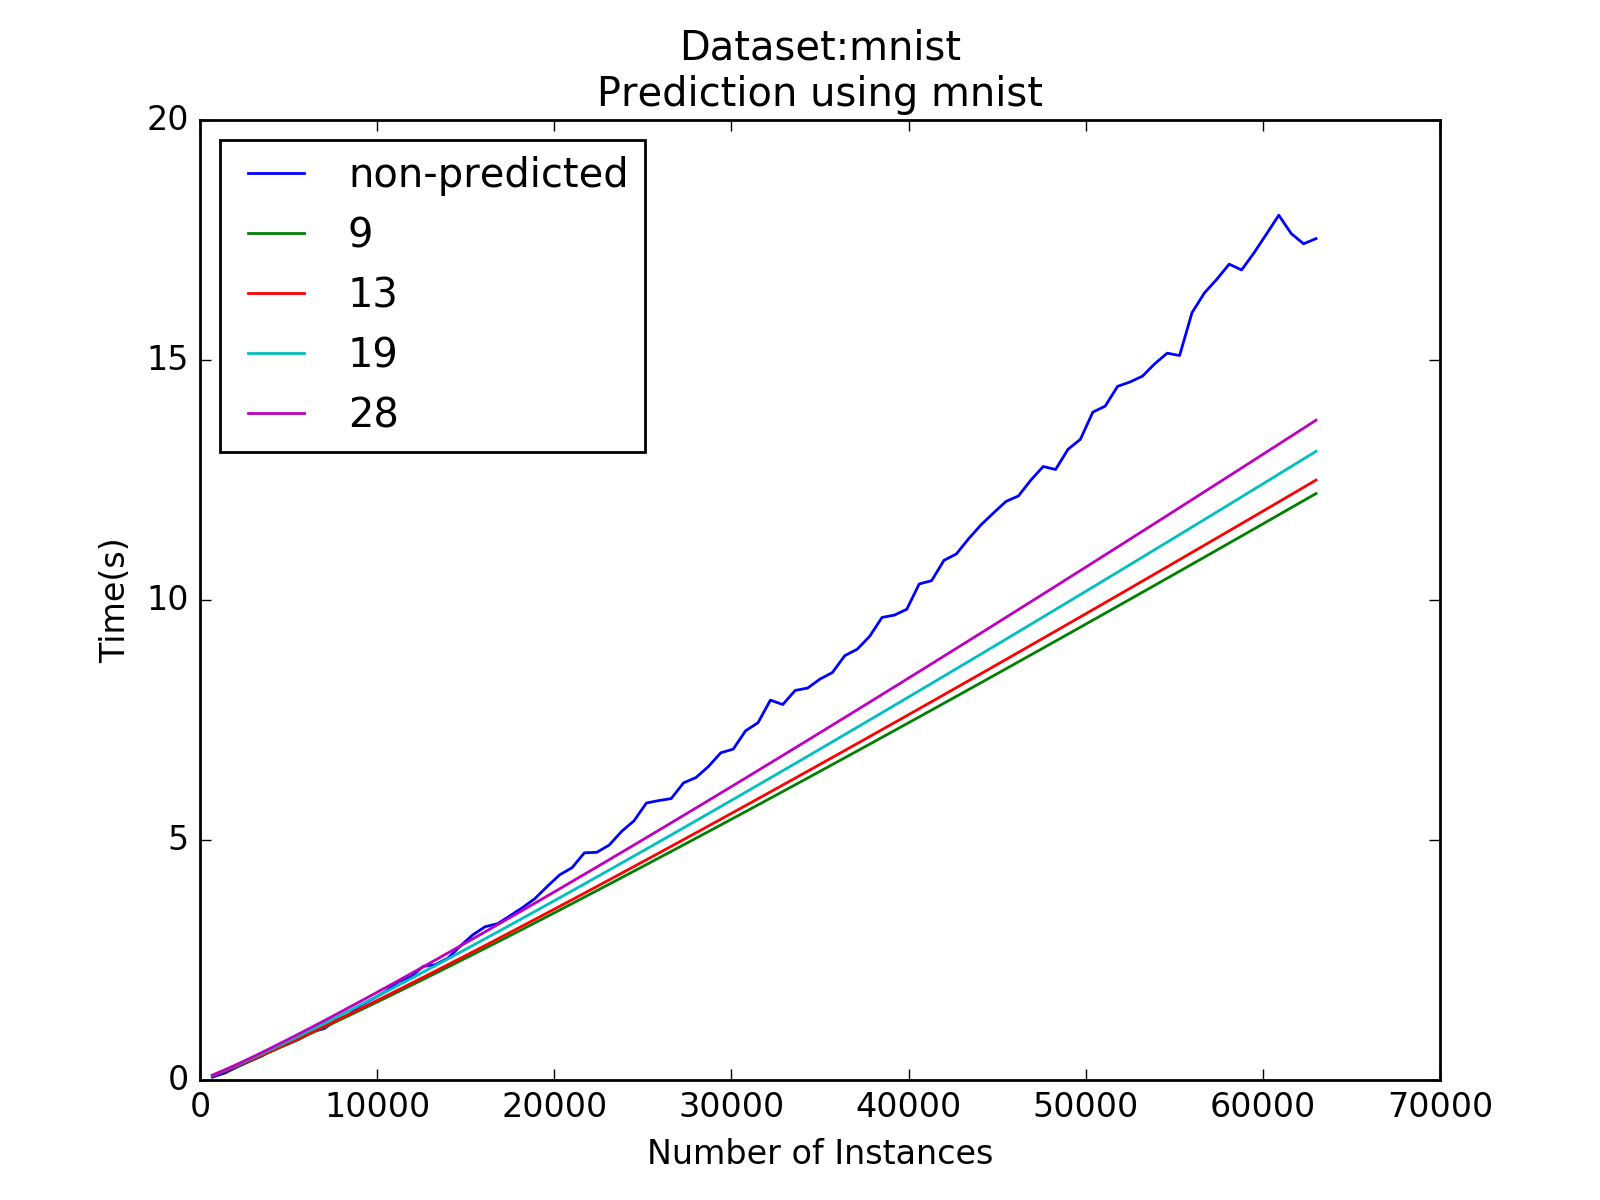 Dataset:mnist
Prediction using mnist
20
15
10
5
0
non-predicted
9
13
19
28
Time(s)
0 10000 20000 30000 40000 50000 60000 70000
Number of Instances